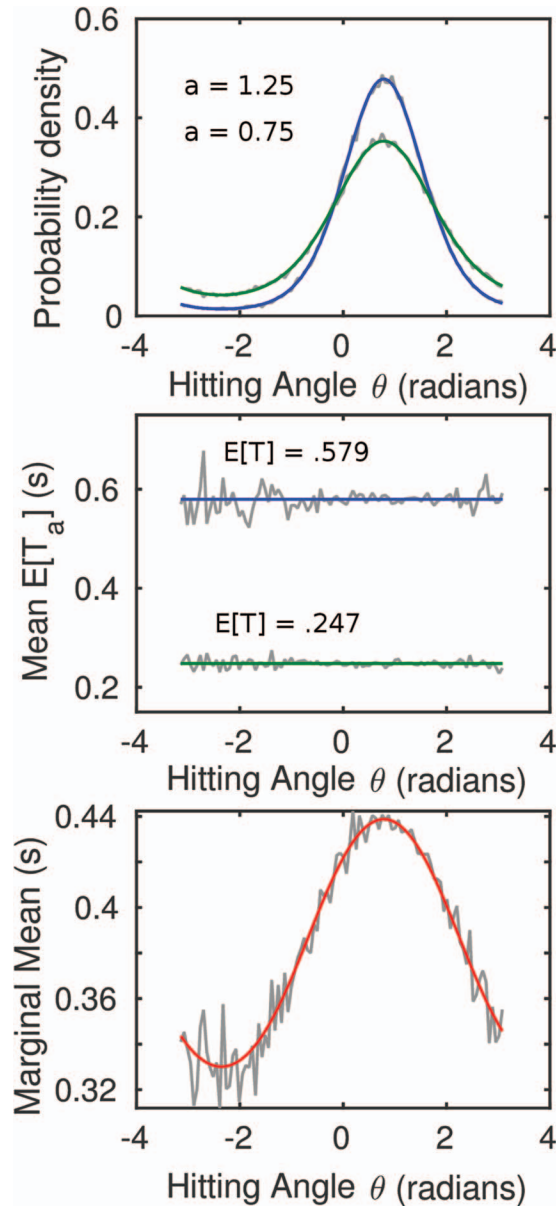 0.6
Probability density
a = 1.25
a = 0.75
0.4
0.2
0
-4 -2 0 2 4
Hitting Angle θ (radians)
Mean E[T_a] (s)
E[T] = .579
0.6
0.4
E[T] = .247
0.2
-4 -2 0 2 4
Hitting Angle θ (radians)
0.44
Marginal Mean (s)
0.4
0.36
0.32
-4 -2 0 2 4
Hitting Angle θ (radians)